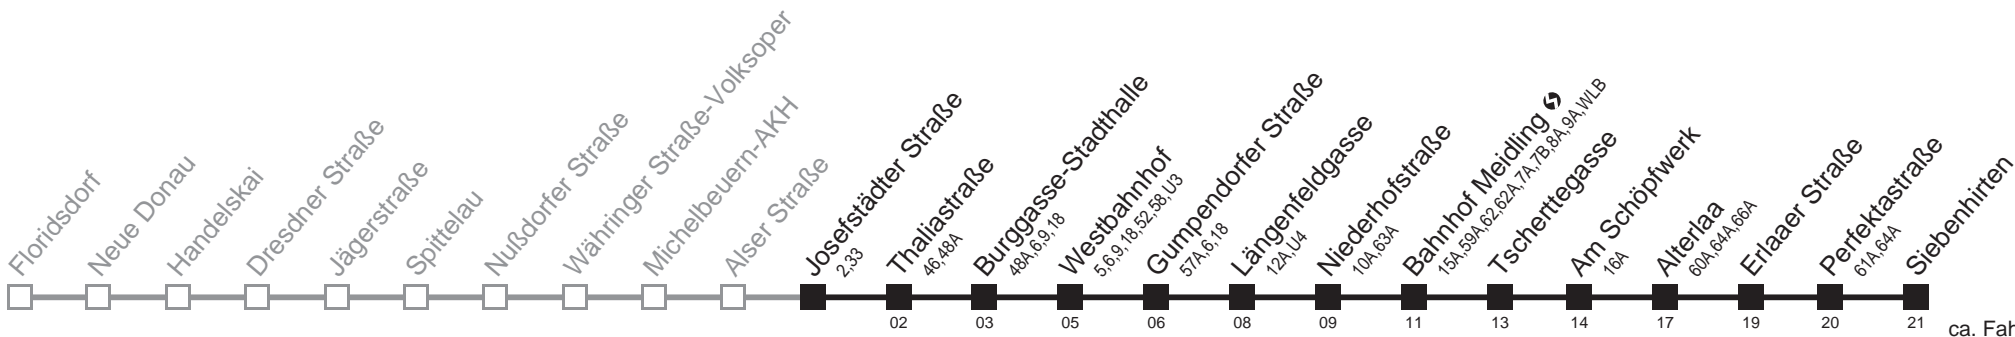 Floridsdorf
Neue Donau
Handelskai
Dresdner Straße
Jägerstraße
Spittelau
Nußdorfer Straße
Währinger Straße-Volksoper
Michelbeuern-AKH
Alser Straße
Josefstädter Straße
2,33
Thaliastraße
46,48A
Burggasse-Stadthalle
48A,6,9,18
Westbahnhof
5,6,9,18,52,58,U3
Gumpendorfer Straße
57A,6,18
Längenfeldgasse
12A,U4
Niederhofstraße
10A,63A
Bahnhof Meidling
15A,59A,62,62A,7A,7B,8A,9A,WLB
Tscherttegasse
Am Schöpfwerk
16A
Alterlaa
60A,64A,66A
Erlaaer Straße
Perfektastraße
61A,64A
Siebenhirten
02 03 05 06 08 09 11 13 14 17 19 20 21
ca. Fah